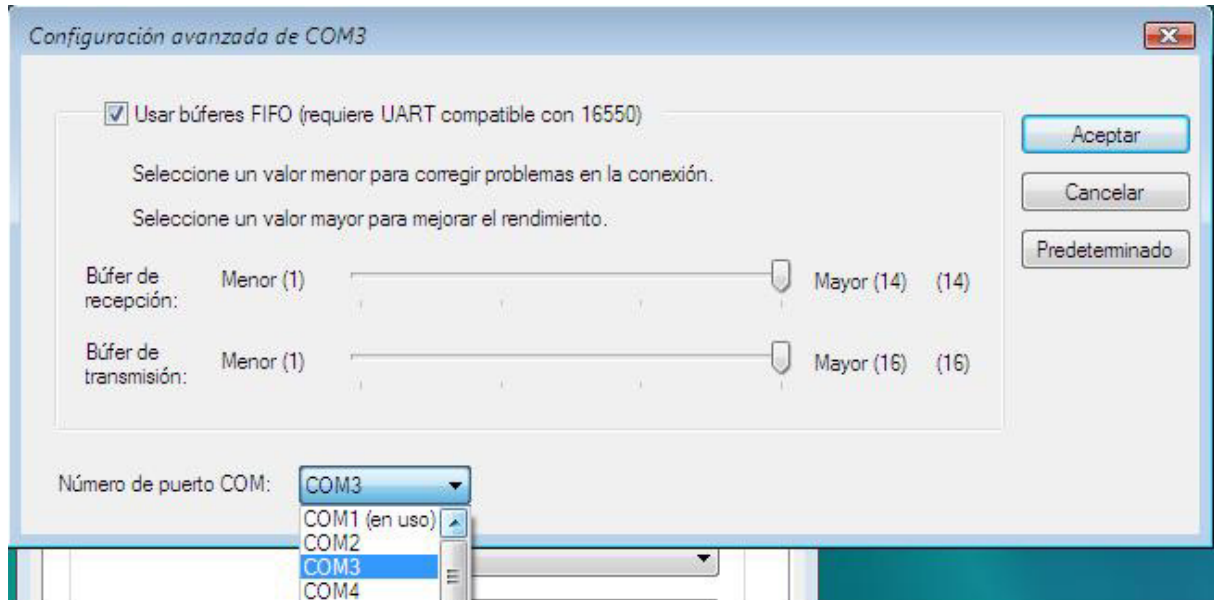 Configuración avanzada de COM3
Usar búferes FIFO (requiere UART compatible con 16550)
Seleccione un valor menor para corregir problemas en la conexión.
Seleccione un valor mayor para mejorar el rendimiento.
Búfer de
recepción:
Menor (1)
Mayor (14)
(14)
Búfer de
transmisión:
Menor (1)
Mayor (16)
(16)
Aceptar
Cancelar
Predeterminado
Número de puerto COM:
COM3
COM1 (en uso)
COM2
COM3
COM4